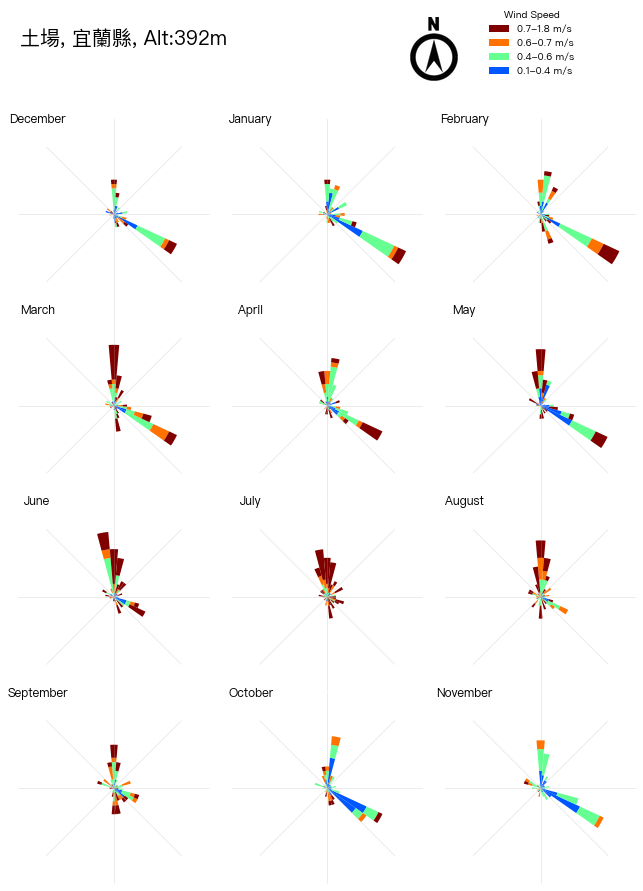 土場, 宜蘭縣, Alt:392m
N
Wind Speed
0.7–1.8 m/s
0.6–0.7 m/s
0.4–0.6 m/s
0.1–0.4 m/s
December
January
February
March
April
May
June
July
August
September
October
November